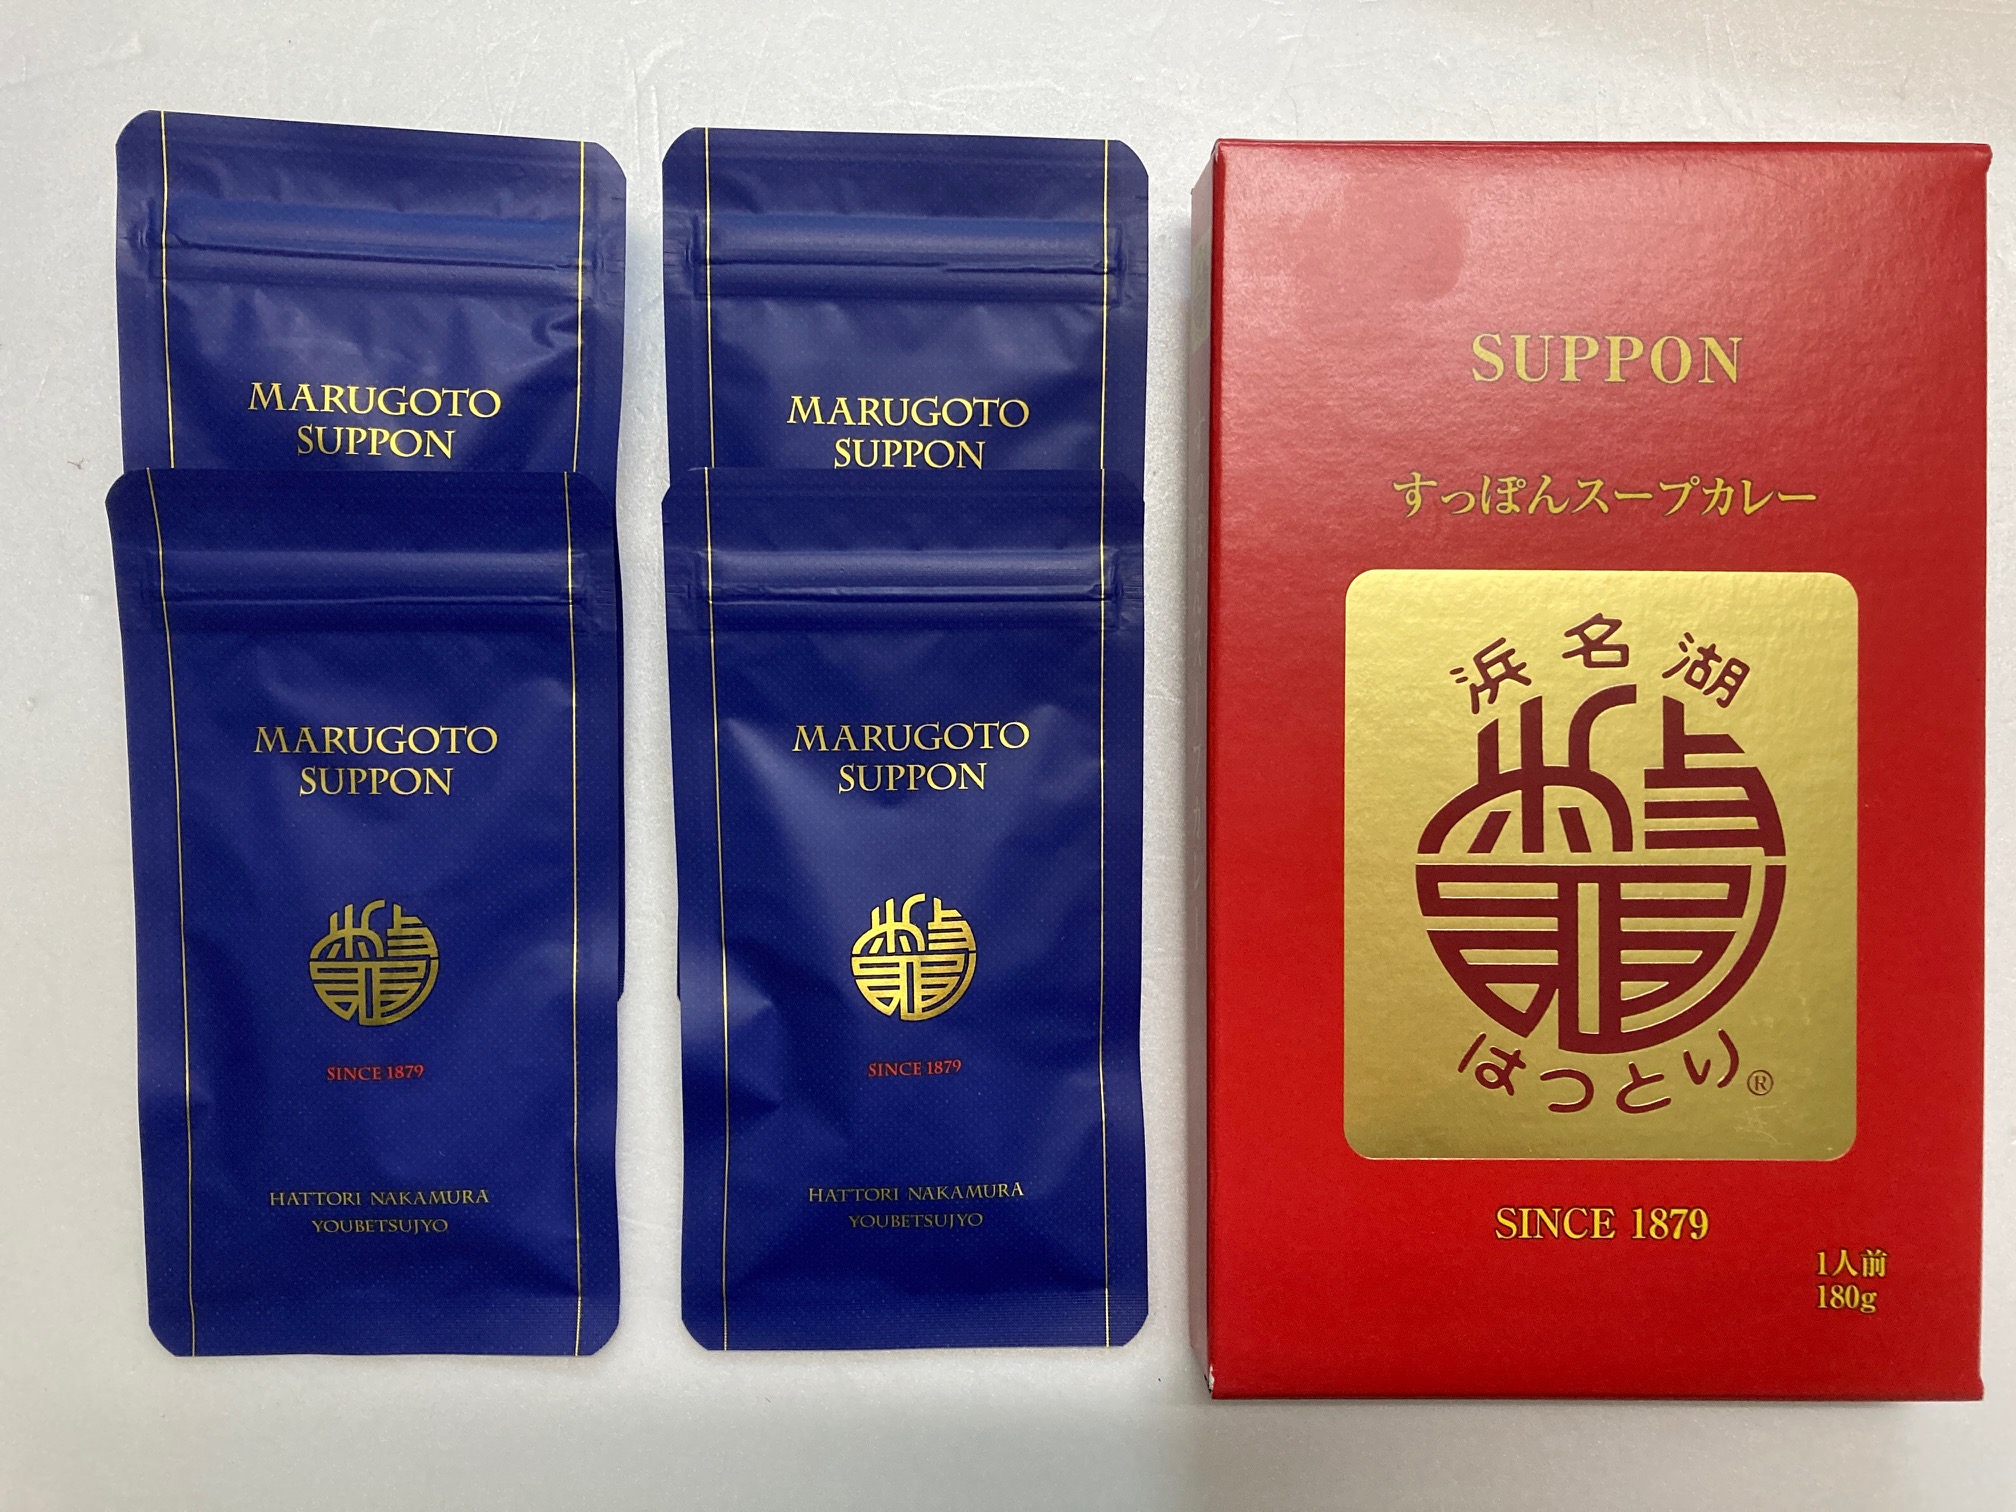 MARUGOTO
SUPPON
MARUGOTO
SUPPON
MARUGOTO
SUPPON
SINCE 1879
HATTORI NAKAMURA
YOUBETSUJYO
MARUGOTO
SUPPON
SINCE 1879
HATTORI NAKAMURA
YOUBETSUJYO
SUPPON
すっぽんスープカレー
浜名湖
はっとり®
SINCE 1879
1人前
180g